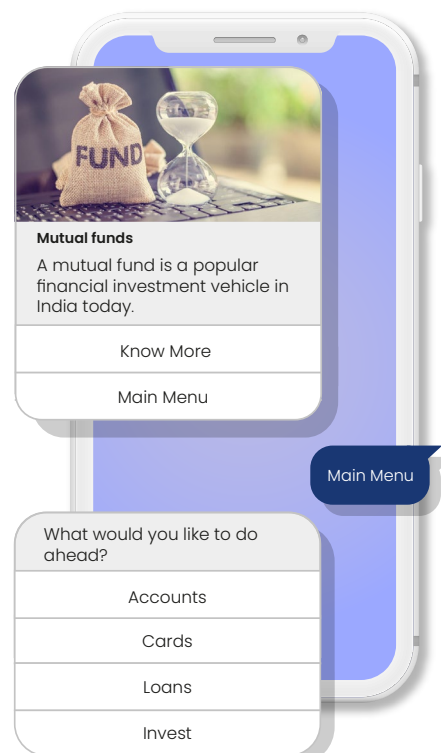 FUND
Mutual funds
A mutual fund is a popular
financial investment vehicle in
India today.
Know More
Main Menu
Main Menu
What would you like to do
ahead?
Accounts
Cards
Loans
Invest